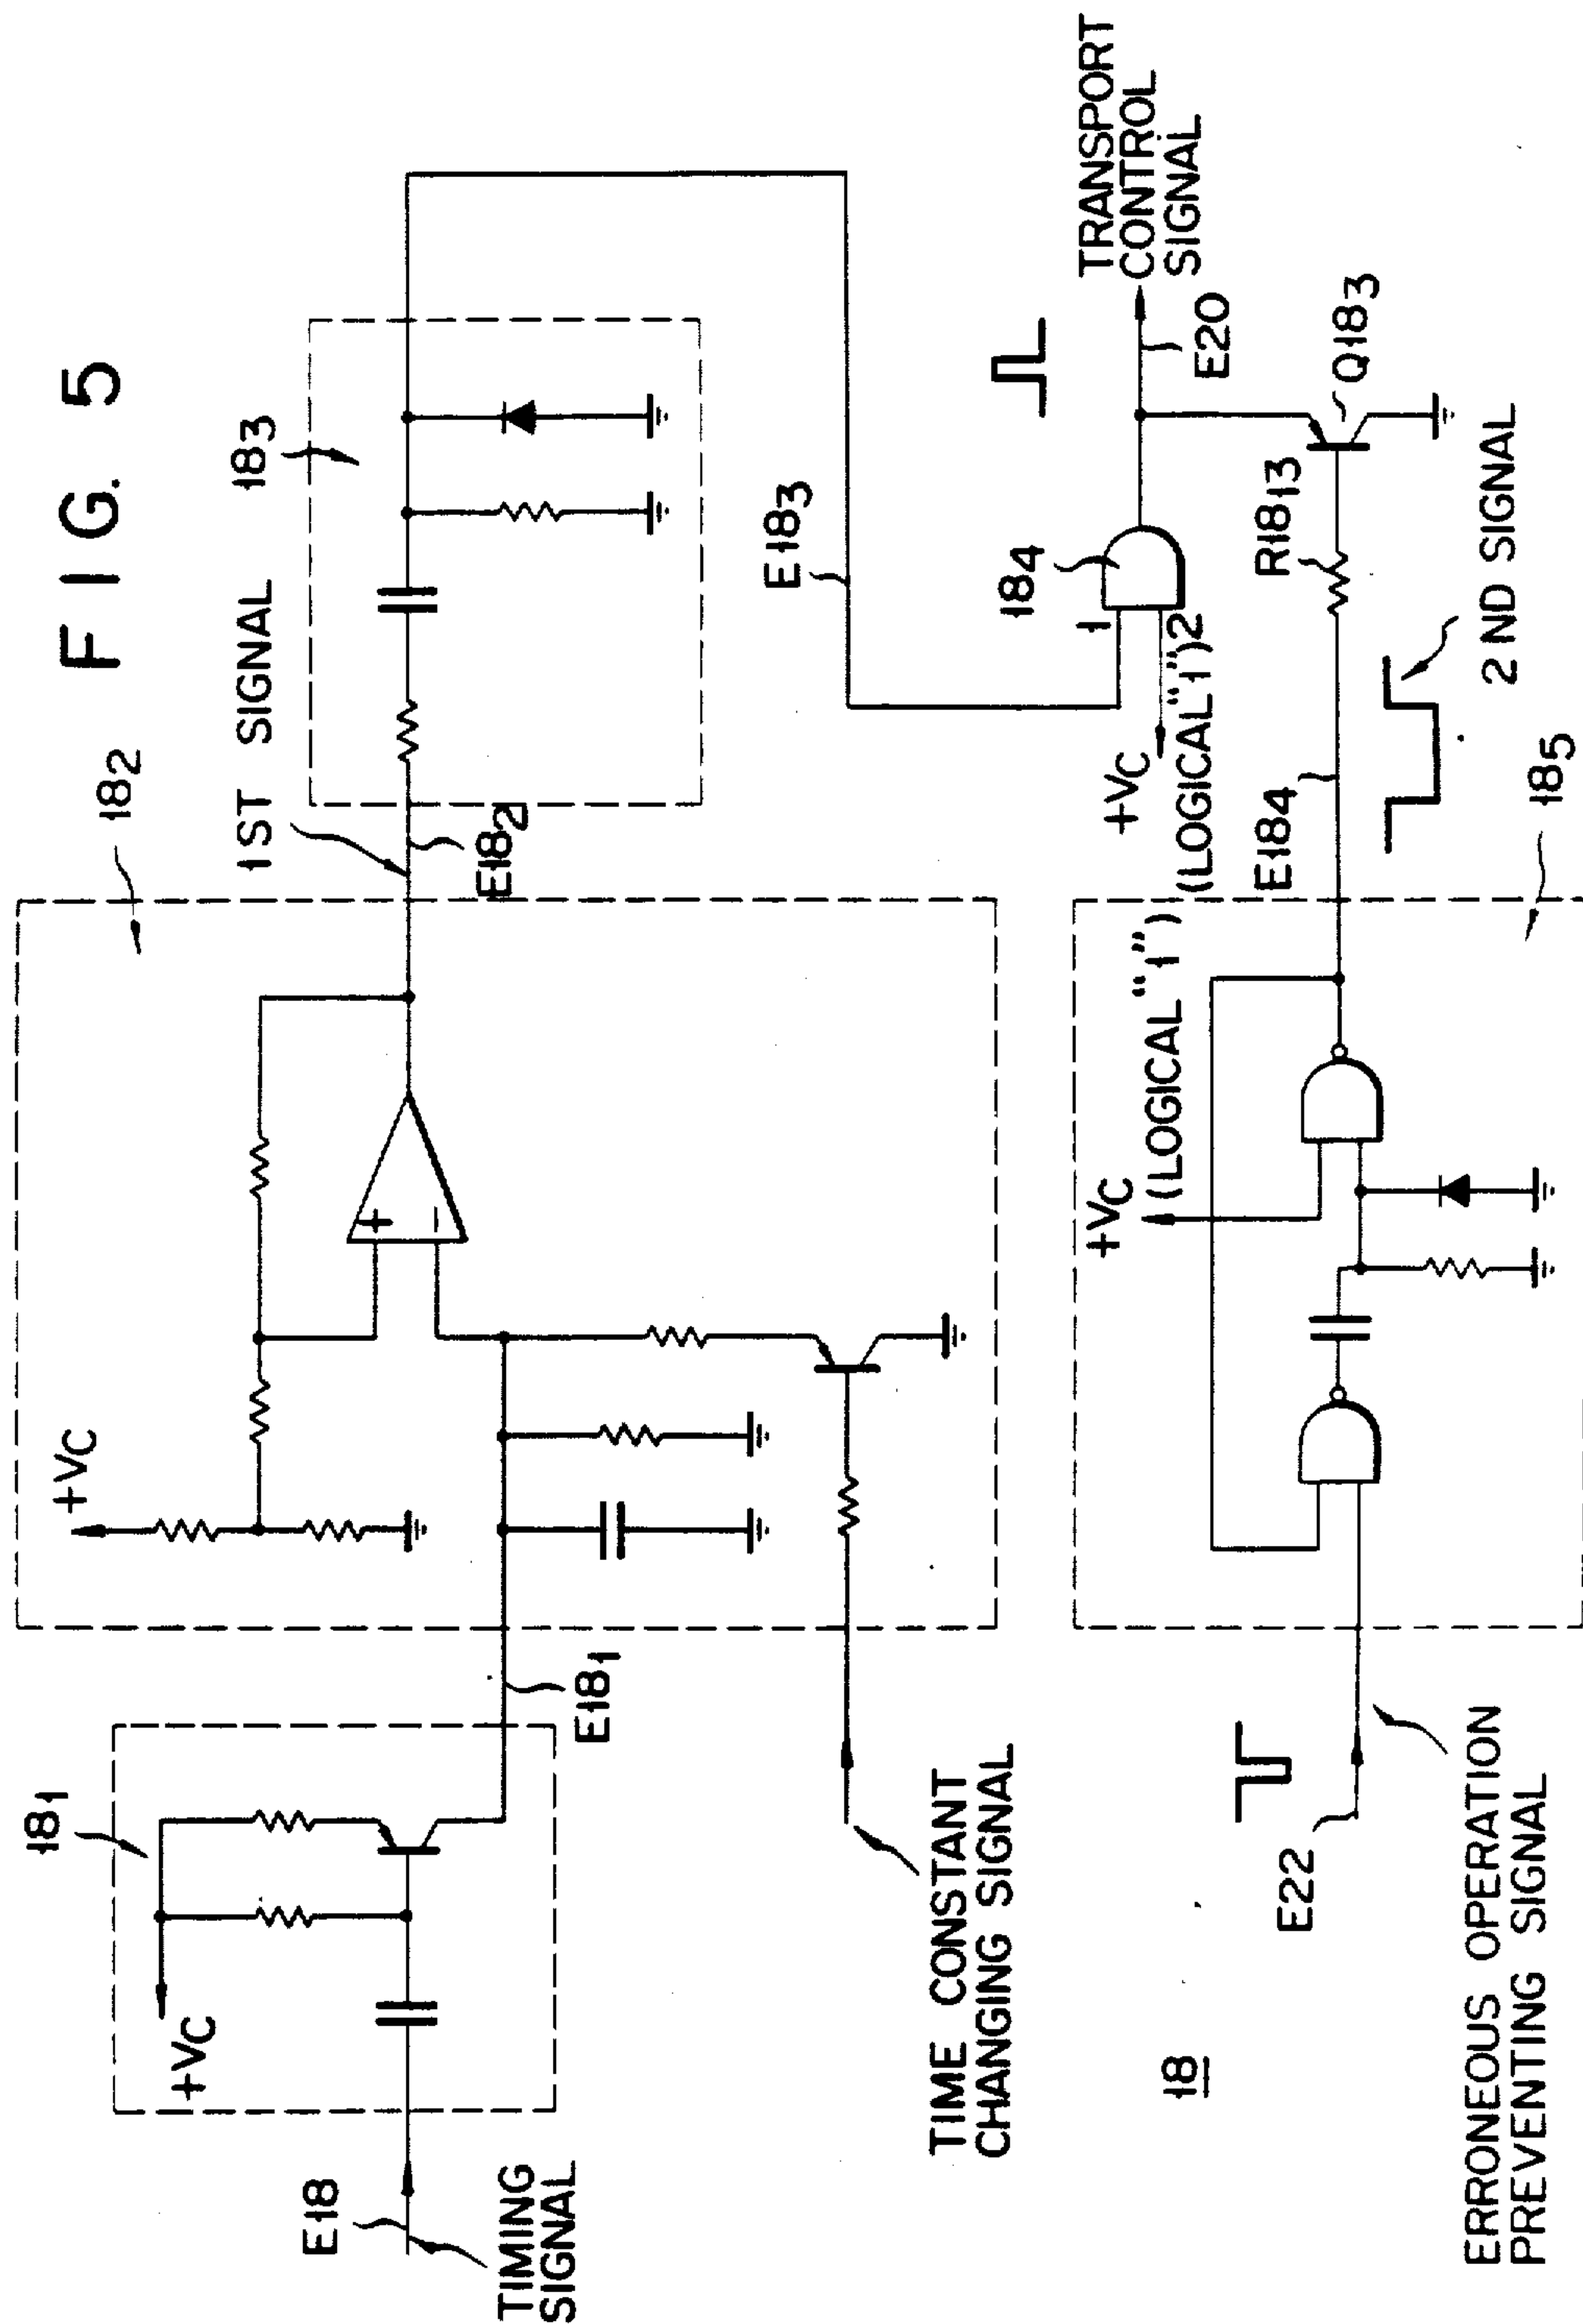 FIG. 5
18₁
+VC
E18
TIMING
SIGNAL
E18₁
18₂
+VC
+
−
TIME CONSTANT
CHANGING SIGNAL
1ST SIGNAL
E18₂
18₃
E18₃
18₄
1
2
+VC
(LOGICAL "1")
TRANSPORT
CONTROL
SIGNAL
E20
Q18₃
R18₁₃
2ND SIGNAL
E18₄
18₅
+VC
(LOGICAL "1")
E22
18
ERRONEOUS OPERATION
PREVENTING SIGNAL